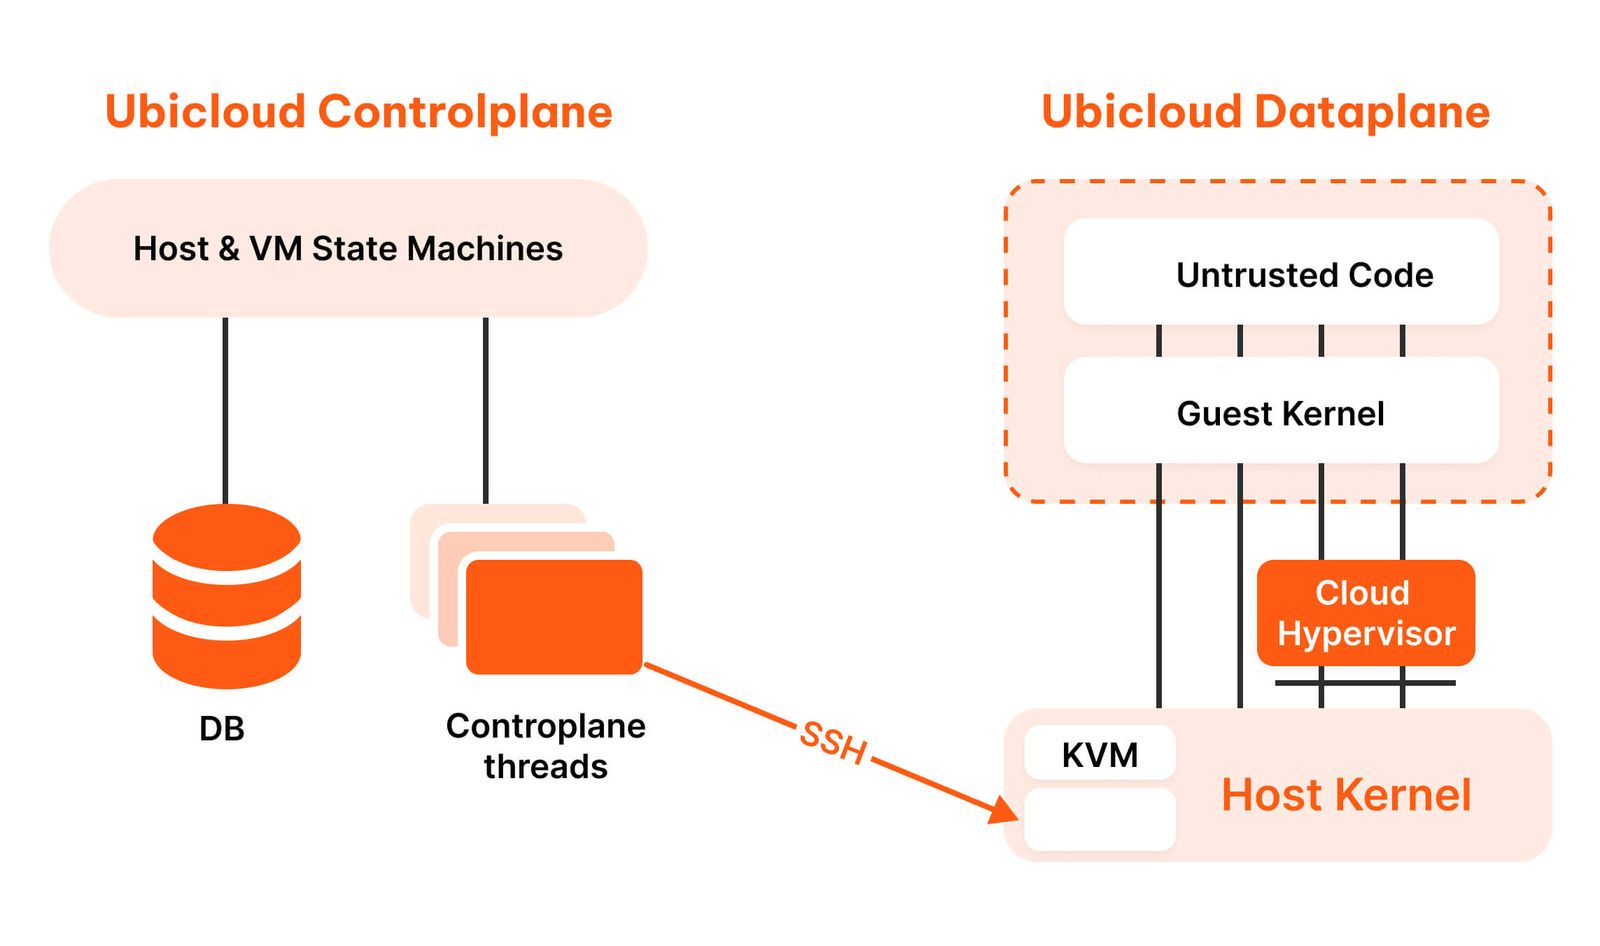 Ubicloud Controlplane
Host & VM State Machines
DB
Controplane
threads
SSH
Ubicloud Dataplane
Untrusted Code
Guest Kernel
Cloud
Hypervisor
KVM
Host Kernel